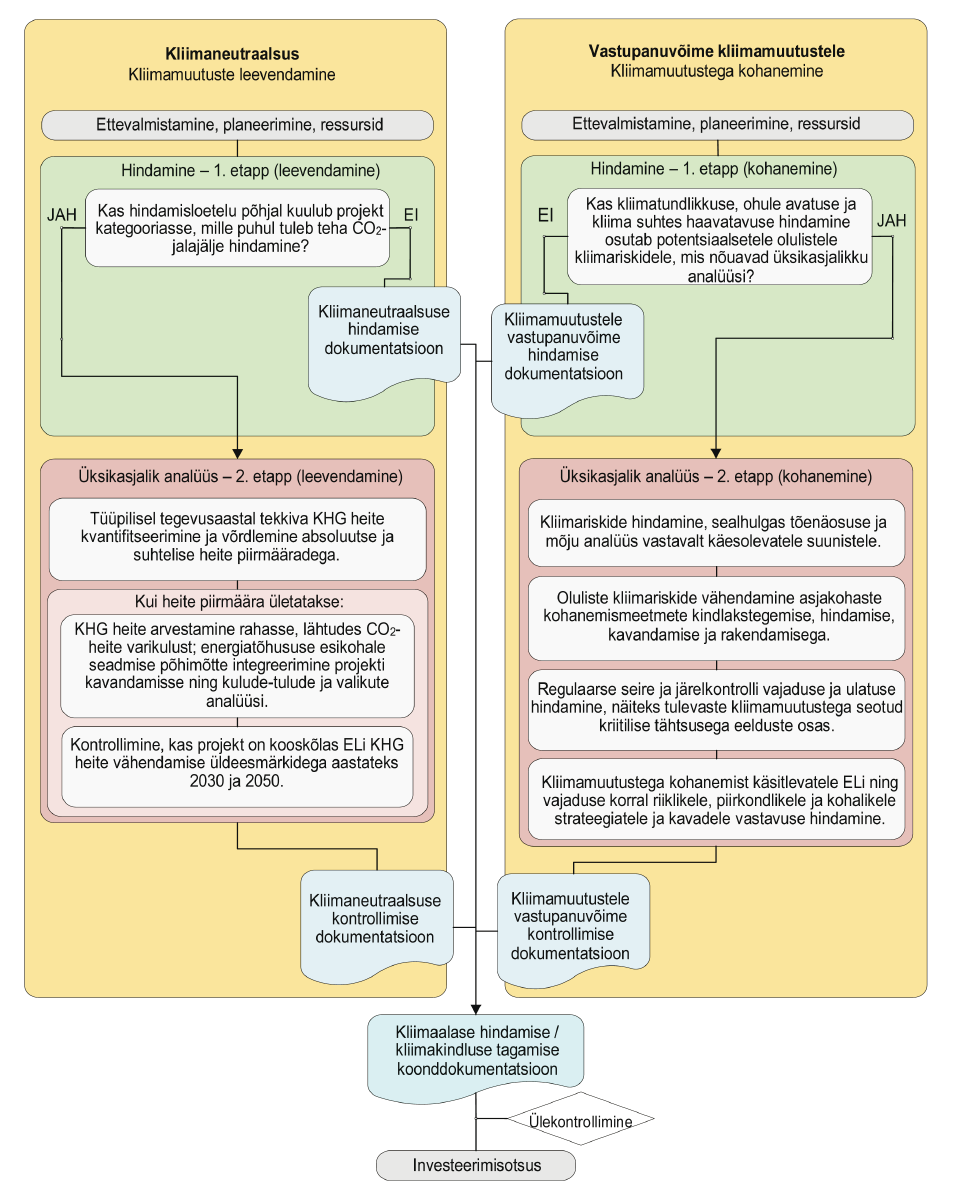 Kliimaneutraalsus
Kliimamuutuste leevendamine
Ettevalmistamine, planeerimine, ressursid
Hindamine – 1. etapp (leevendamine)
JAH
Kas hindamisloetelu põhjal kuulub projekt
kategooriasse, mille puhul tuleb teha CO₂-
jalajälje hindamine?
EI
Kliimaneutraalsuse
hindamise
dokumentatsioon
Üksikasjalik analüüs – 2. etapp (leevendamine)
Tüüpilisel tegevusaastal tekkiva KHG heite
kvantifitseerimine ja võrdlemine absoluutse ja
suhtelise heite piirmääradega.
Kui heite piirmäära ületatakse:
KHG heite arvestamine rahasse, lähtudes CO₂-
heite varikulust; energiatõhususe esikohale
seadmise põhimõtte integreerimine projekti
kavandamisse ning kulude-tulude ja valikute
analüüsi.
Kontrollimine, kas projekt on kooskõlas ELi KHG
heite vähendamise üldeesmärkidega aastateks
2030 ja 2050.
Kliimaneutraalsuse
kontrollimise
dokumentatsioon
Vastupanuvõime kliimamuutustele
Kliimamuutustega kohanemine
Ettevalmistamine, planeerimine, ressursid
Hindamine – 1. etapp (kohanemine)
EI
Kas kliimatundlikkuse, ohule avatuse ja
kliima suhtes haavatavuse hindamine
osutab potentsiaalsetele olulistele
kliimariskidele, mis nõuavad üksikasjalikku
analüüsi?
JAH
Kliimamuutustele
vastupanuvõime
hindamise
dokumentatsioon
Üksikasjalik analüüs – 2. etapp (kohanemine)
Kliimariskide hindamine, sealhulgas tõenäosuse ja
mõju analüüs vastavalt käesolevatele suunistele.
Oluliste kliimariskide vähendamine asjakohaste
kohanemismeetmete kindlakstegemise, hindamise,
kavandamise ja rakendamisega.
Regulaarse seire ja järelkontrolli vajaduse ja ulatuse
hindamine, näiteks tulevaste kliimamuutustega seotud
kriitilise tähtsusega eelduste osas.
Kliimamuutustega kohanemist käsitlevatele ELi ning
vajaduse korral riiklikele, piirkondlikele ja kohalikele
strateegiatele ja kavadele vastavuse hindamine.
Kliimamuutustele
vastupanuvõime
kontrollimise
dokumentatsioon
Kliimaalase hindamise /
kliimakindluse tagamise
koonddokumentatsioon
Ülekontrollimine
Investeerimisotsus